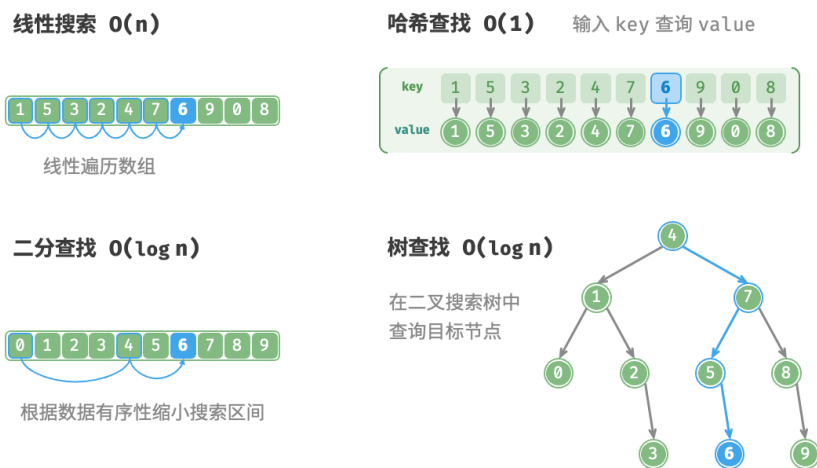 线性搜索 O(n)
1 5 3 2 4 7 6 9 0 8
线性遍历数组
哈希查找 O(1) 输入 key 查询 value
key 1 5 3 2 4 7 6 9 0 8
value 1 5 3 2 4 7 6 9 0 8
二分查找 O(log n)
0 1 2 3 4 5 6 7 8 9
根据数据有序性缩小搜索区间
树查找 O(log n)
在二叉搜索树中
查询目标节点
4
1 7
0 2 5 8
3 6 9